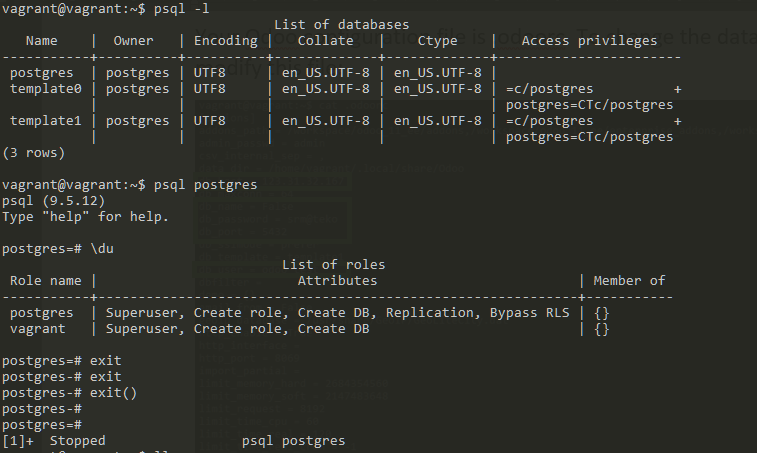 vagrant@vagrant:~$ psql -l
List of databases
Name | Owner | Encoding | Collate | Ctype | Access privileges
-----------+----------+----------+-------------+-------------+-----------------------
postgres | postgres | UTF8 | en_US.UTF-8 | en_US.UTF-8 |
template0 | postgres | UTF8 | en_US.UTF-8 | en_US.UTF-8 | =c/postgres +
| | | | | postgres=CTc/postgres
template1 | postgres | UTF8 | en_US.UTF-8 | en_US.UTF-8 | =c/postgres +
| | | | | postgres=CTc/postgres
(3 rows)
vagrant@vagrant:~$ psql postgres
psql (9.5.12)
Type "help" for help.
postgres=# \du
List of roles
Role name | Attributes | Member of
-----------+------------------------------------------------------------+-----------
postgres | Superuser, Create role, Create DB, Replication, Bypass RLS | {}
vagrant | Superuser, Create role, Create DB | {}
postgres=# exit
postgres-# exit
postgres-# exit()
postgres-#
postgres=#
[1]+ Stopped psql postgres